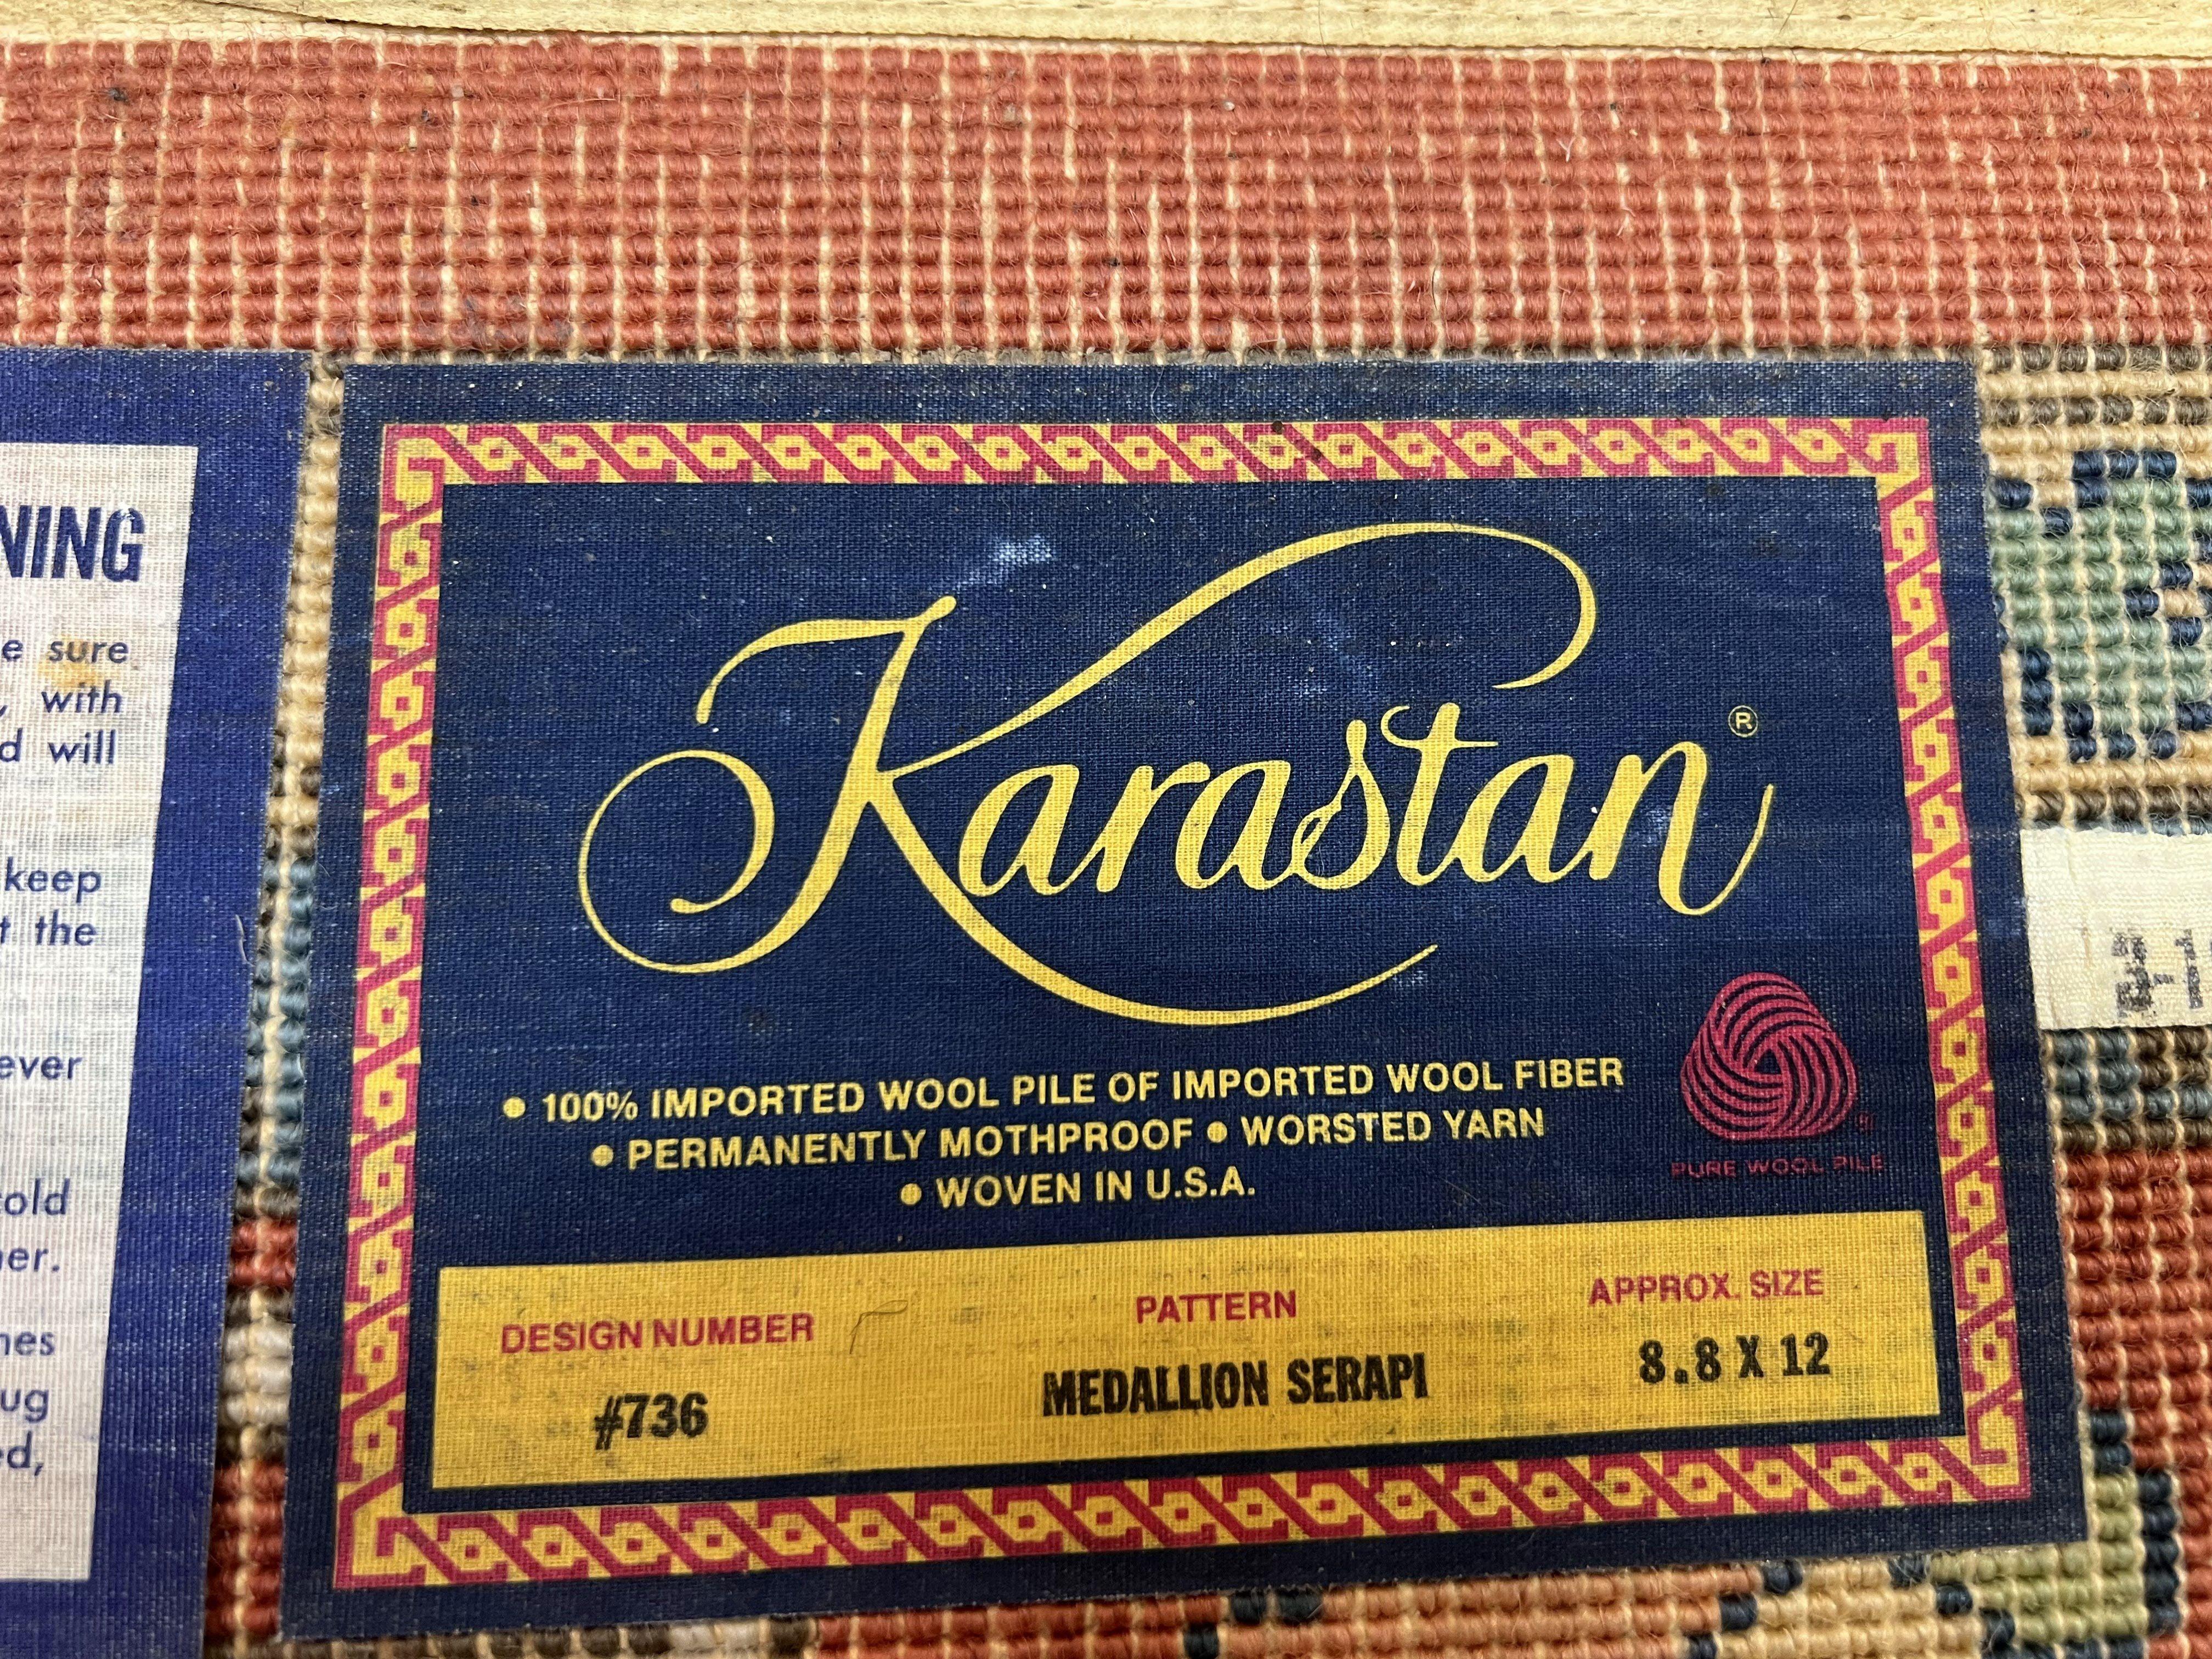 NING
e sure
, with
d will
keep
t the
ever
old
er.
nes
ug
ed,
Karastan®
• 100% IMPORTED WOOL PILE OF IMPORTED WOOL FIBER
• PERMANENTLY MOTHPROOF • WORSTED YARN
• WOVEN IN U.S.A.
PURE WOOL PILE
DESIGN NUMBER PATTERN APPROX. SIZE
#736 MEDALLION SERAPI 8.8 X 12